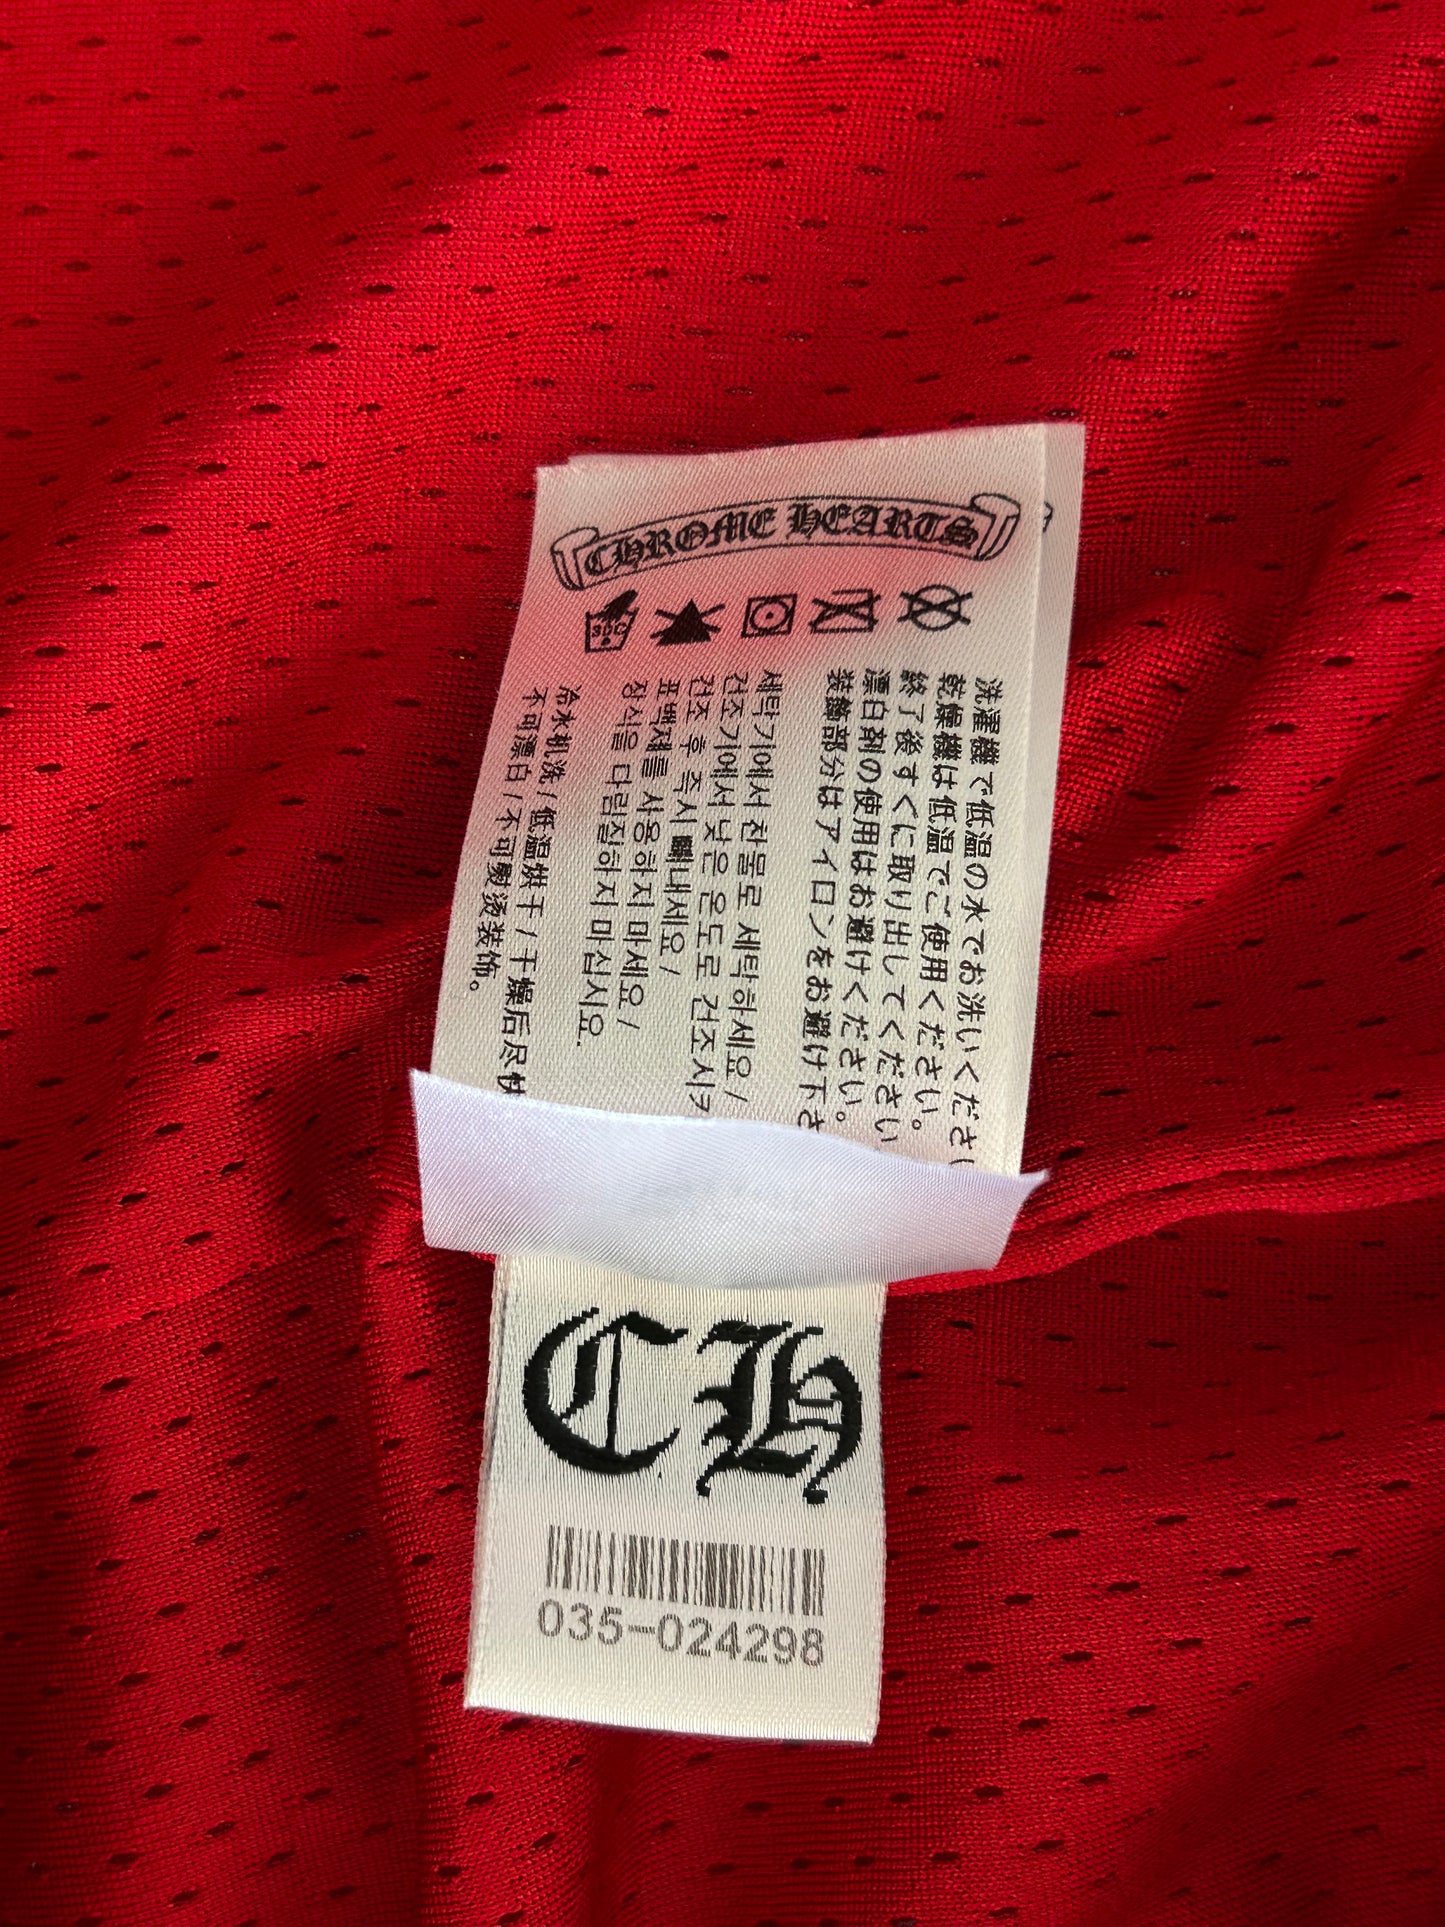 CHROME HEARTS
30C
洗濯機で低温の水でお洗いくださ
乾燥機は低温でご使用ください。
終了後すぐに取り出してください
漂白剤の使用はお避けください。
装飾部分はアイロンをお避け下さ
세탁기에서 찬물로 세탁하세요/
건조기에서 낮은 온도로 건조시ㅋ
건조 후 즉시 빼내세요/
표백제를 사용하지 마세요/
장식을 다림질하지 마십시요.
冷水机洗/低温烘干/干燥后尽快
不可漂白/不可熨烫装饰。
CH
035-024298